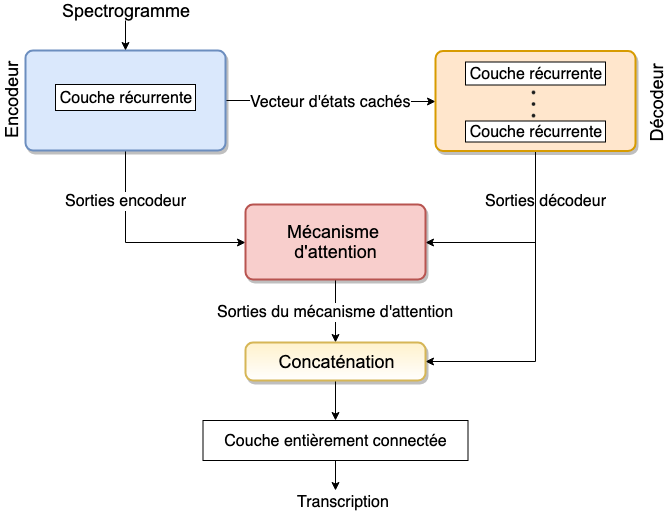 Spectrogramme
Encodeur
Couche récurrente
Vecteur d'états cachés
Couche récurrente
Couche récurrente
Décodeur
Sorties encodeur
Sorties décodeur
Mécanisme
d'attention
Sorties du mécanisme d'attention
Concaténation
Couche entièrement connectée
Transcription